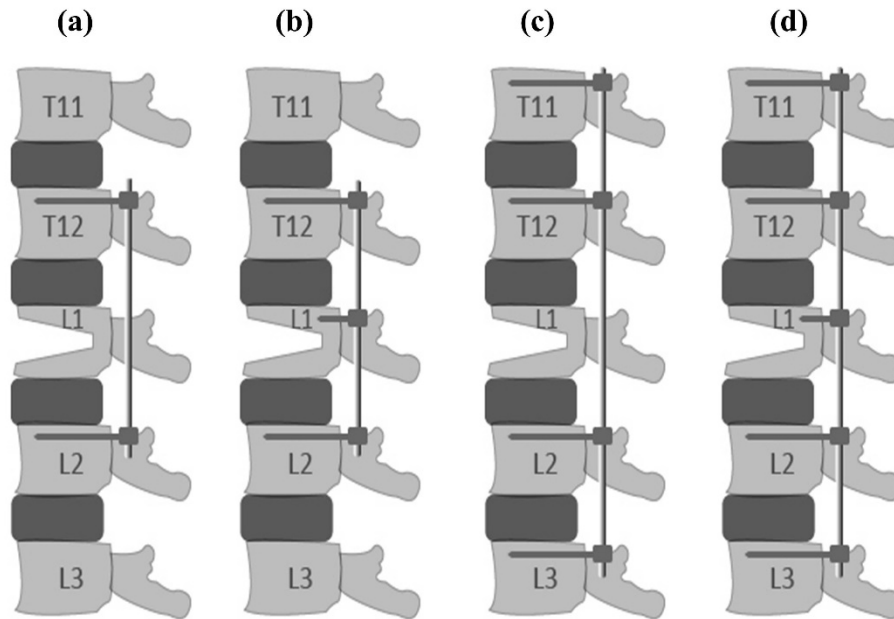 (a) (b) (c) (d)
T11 T11 T11 T11
T12 T12 T12 T12
L1 L1 L1 L1
L2 L2 L2 L2
L3 L3 L3 L3